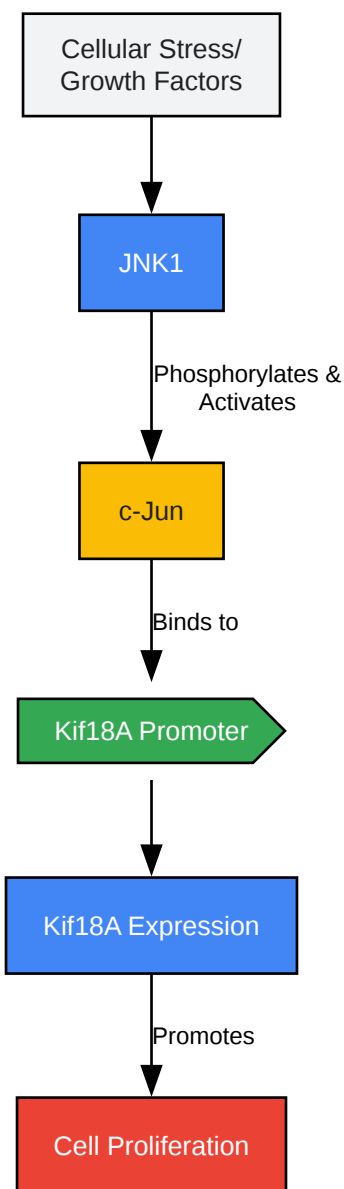 Cellular Stress/
Growth Factors
JNK1
Phosphorylates &
Activates
c-Jun
Binds to
Kif18A Promoter
Kif18A Expression
Promotes
Cell Proliferation